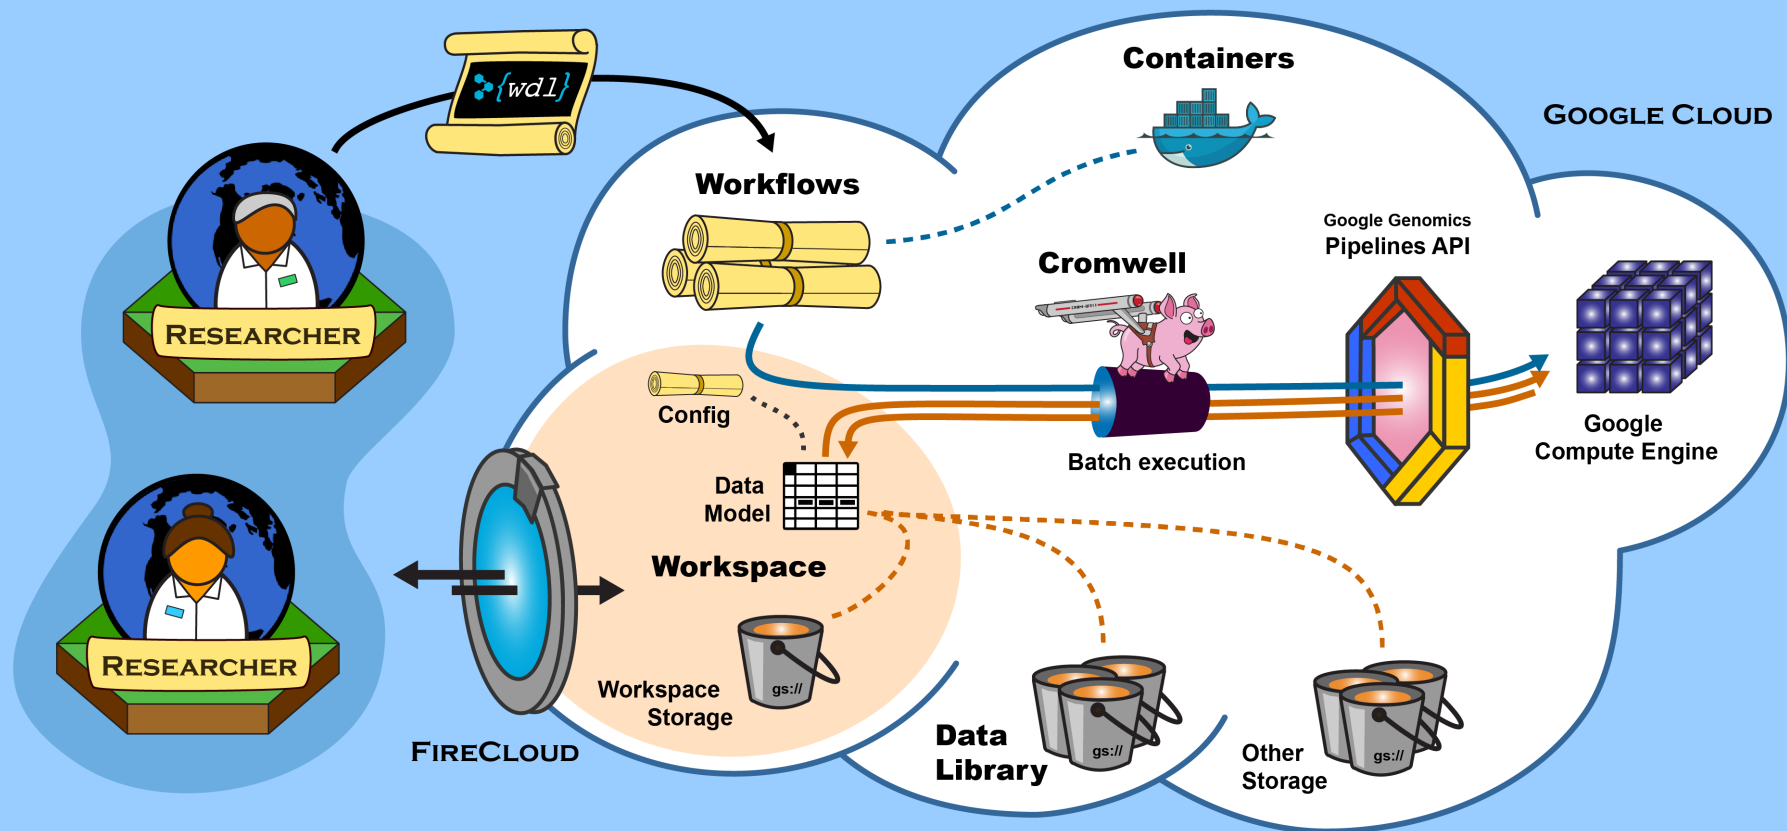 {wdl}
Containers
GOOGLE CLOUD
Workflows
Google Genomics
Pipelines API
Cromwell
RESEARCHER
Config
Batch execution
Google
Compute Engine
Data
Model
Workspace
RESEARCHER
Workspace
Storage
gs://
FIRECLOUD
Data
Library
gs://
Other
Storage
gs://